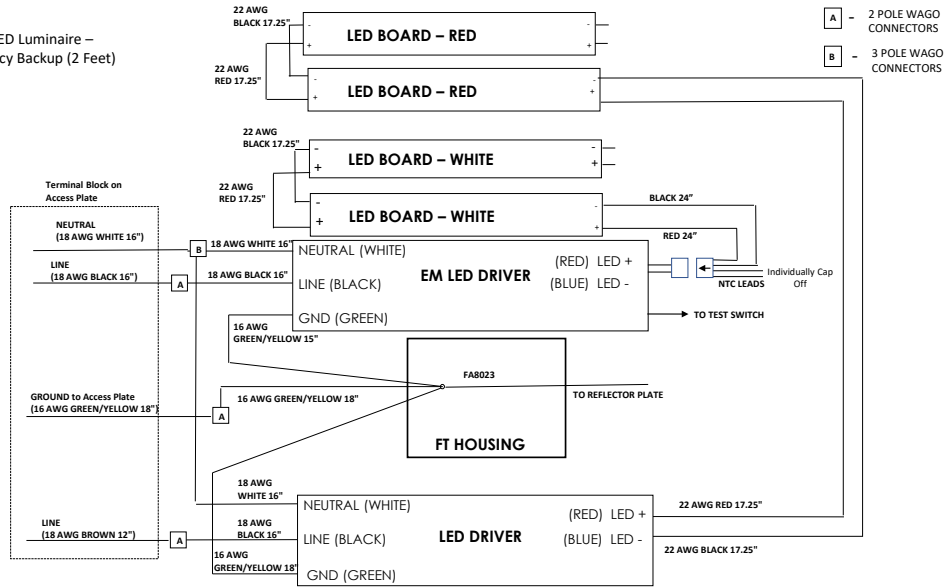 ED Luminaire –
cy Backup (2 Feet)
A - 2 POLE WAGO
CONNECTORS
B - 3 POLE WAGO
CONNECTORS
22 AWG
BLACK 17.25"
- LED BOARD – RED -
+ +
22 AWG
RED 17.25"
- LED BOARD – RED -
+ +
22 AWG
BLACK 17.25"
- LED BOARD – WHITE -
+ +
22 AWG
RED 17.25"
- LED BOARD – WHITE -
+ +
BLACK 24”
RED 24”
Terminal Block on
Access Plate
NEUTRAL
(18 AWG WHITE 16")
B
18 AWG WHITE 16"
LINE
(18 AWG BLACK 16")
A
18 AWG BLACK 16"
NEUTRAL (WHITE)
LINE (BLACK)
GND (GREEN)
EM LED DRIVER
(RED) LED +
(BLUE) LED -
NTC LEADS
Individually Cap
Off
TO TEST SWITCH
16 AWG
GREEN/YELLOW 15"
FA8023
TO REFLECTOR PLATE
FT HOUSING
GROUND to Access Plate
(16 AWG GREEN/YELLOW 18")
A
16 AWG GREEN/YELLOW 18"
18 AWG
WHITE 16"
LINE
(18 AWG BROWN 12")
A
18 AWG
BLACK 16"
16 AWG
GREEN/YELLOW 18"
NEUTRAL (WHITE)
LINE (BLACK)
GND (GREEN)
LED DRIVER
(RED) LED +
(BLUE) LED -
22 AWG RED 17.25"
22 AWG BLACK 17.25"